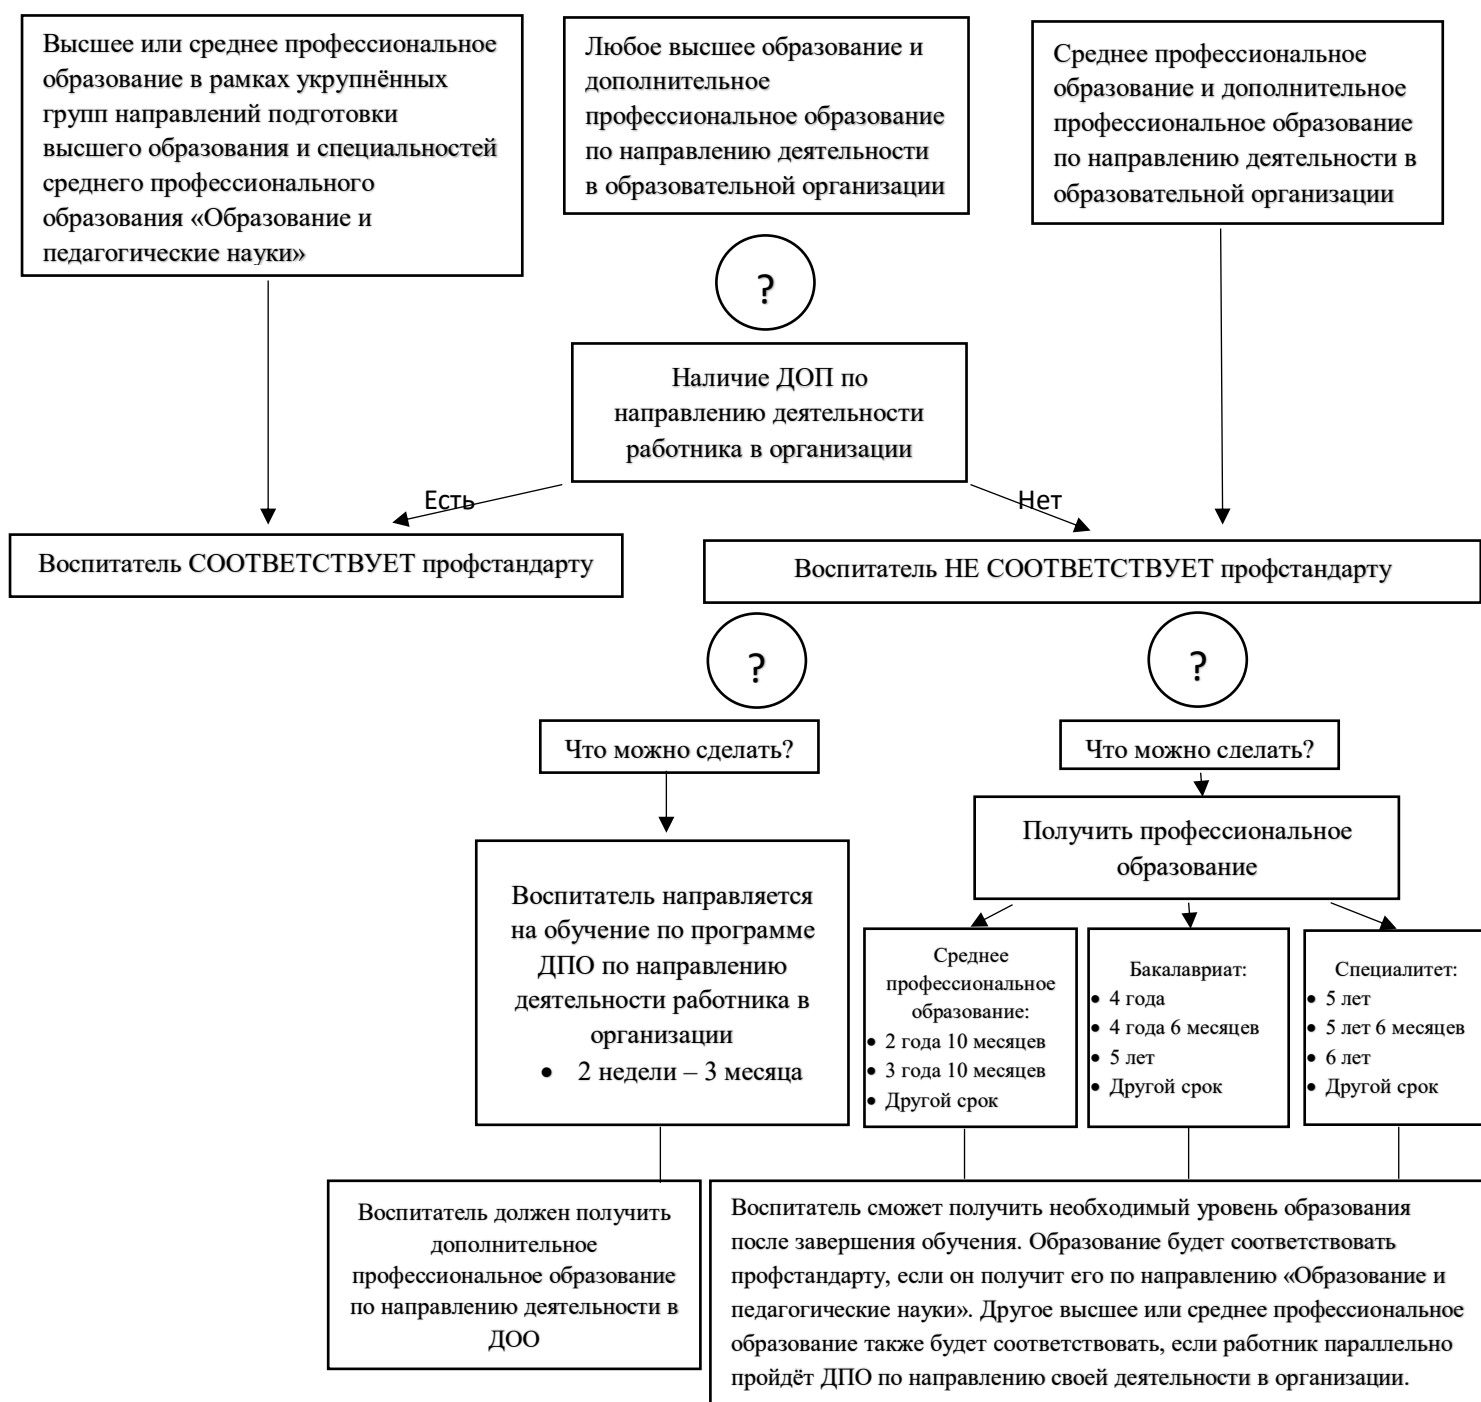 Высшее или среднее профессиональное
образование в рамках укрупнённых
групп направлений подготовки
высшего образования и специальностей
среднего профессионального
образования «Образование и
педагогические науки»
Любое высшее образование и
дополнительное
профессиональное образование
по направлению деятельности
в образовательной организации
Среднее профессиональное
образование и дополнительное
профессиональное образование
по направлению деятельности в
образовательной организации
?
Наличие ДОП по
направлению деятельности
работника в организации
Есть
Нет
Воспитатель СООТВЕТСТВУЕТ профстандарту
Воспитатель НЕ СООТВЕТСТВУЕТ профстандарту
?
?
Что можно сделать?
Что можно сделать?
Воспитатель направляется
на обучение по программе
ДПО по направлению
деятельности работника в
организации
• 2 недели – 3 месяца
Получить профессиональное
образование
Среднее
профессиональное
образование:
• 2 года 10 месяцев
• 3 года 10 месяцев
• Другой срок
Бакалавриат:
• 4 года
• 4 года 6 месяцев
• 5 лет
• Другой срок
Специалитет:
• 5 лет
• 5 лет 6 месяцев
• 6 лет
• Другой срок
Воспитатель должен получить
дополнительное
профессиональное образование
по направлению деятельности в
ДОО
Воспитатель сможет получить необходимый уровень образования
после завершения обучения. Образование будет соответствовать
профстандарту, если он получит его по направлению «Образование и
педагогические науки». Другое высшее или среднее профессиональное
образование также будет соответствовать, если работник параллельно
пройдёт ДПО по направлению своей деятельности в организации.